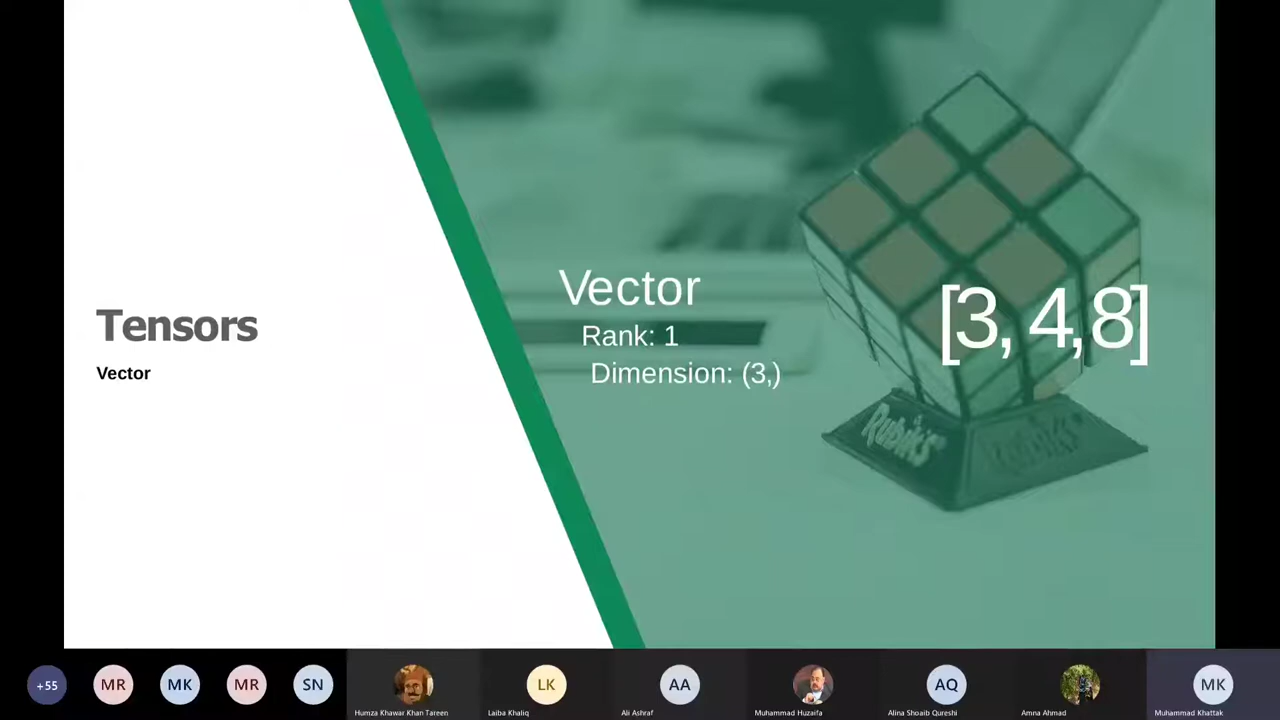 Tensors
Vector
Vector
Rank: 1
Dimension: (3,)
[3, 4,8]
Rubik's
+55
MR
MK
MR
SN
LK
AA
AQ
MK
Humza Khawar Khan Tareen
Laiba Khaliq
Ali Ashraf
Muhammad Huzaifa
Alina Shoaib Qureshi
Amna Ahmad
Muhammad Khattak